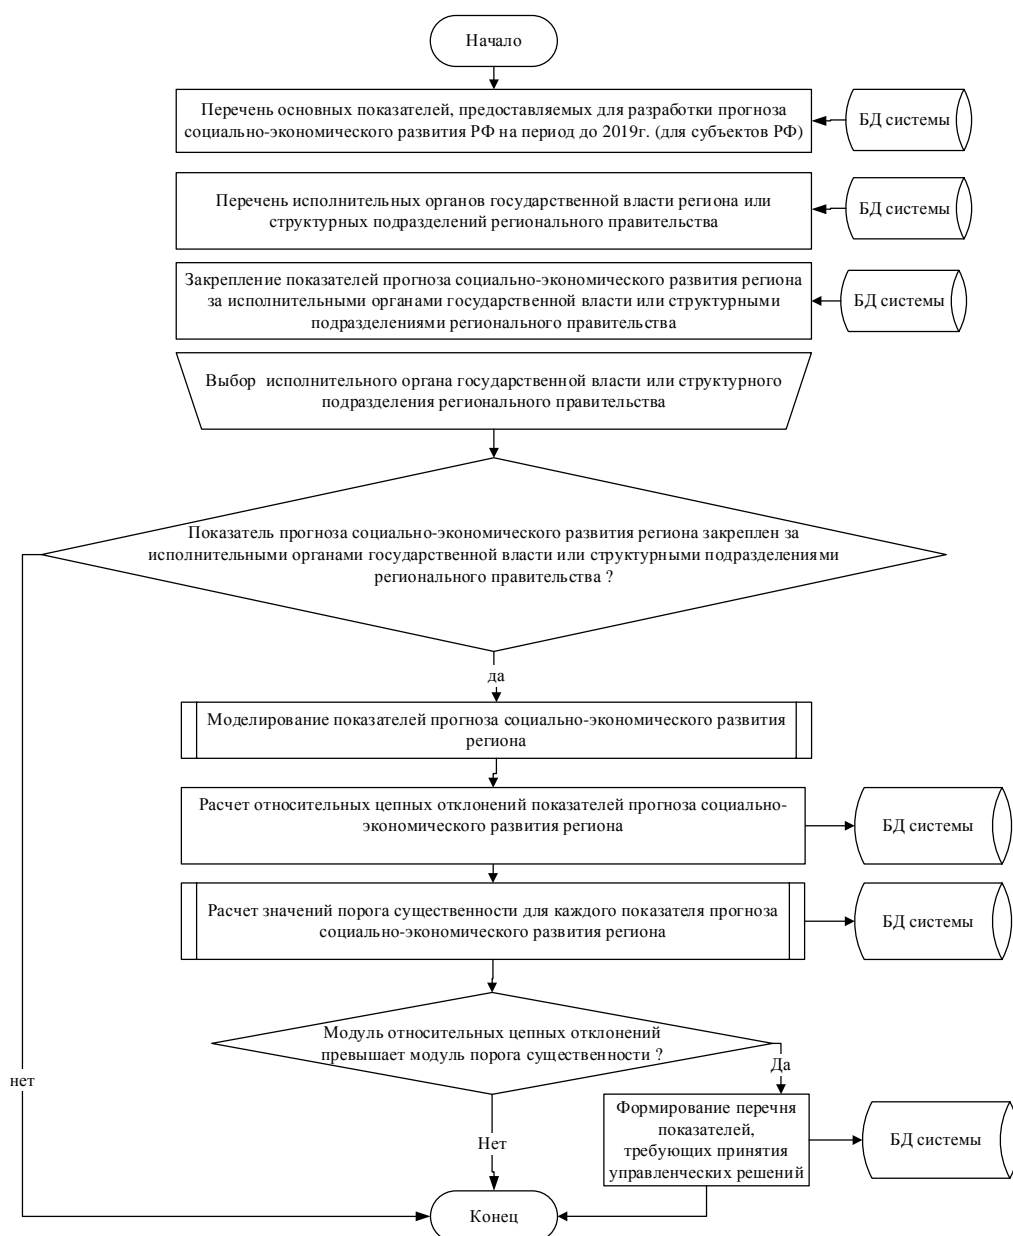 Начало
Перечень основных показателей, предоставляемых для разработки прогноза
социально-экономического развития РФ на период до 2019г. (для субъектов РФ)
БД системы
Перечень исполнительных органов государственной власти региона или
структурных подразделений регионального правительства
БД системы
Закрепление показателей прогноза социально-экономического развития региона
за исполнительными органами государственной власти или структурными
подразделениями регионального правительства
БД системы
Выбор исполнительного органа государственной власти или структурного
подразделения регионального правительства
Показатель прогноза социально-экономического развития региона закреплен за
исполнительными органами государственной власти или структурными подразделениями
регионального правительства ?
да
Моделирование показателей прогноза социально-экономического развития
региона
Расчет относительных цепных отклонений показателей прогноза социально-
экономического развития региона
БД системы
Расчет значений порога существенности для каждого показателя прогноза
социально-экономического развития региона
БД системы
Модуль относительных цепных отклонений
превышает модуль порога существенности ?
Да
нет
Формирование перечня
показателей,
требующих принятия
управленческих решений
БД системы
Нет
Конец